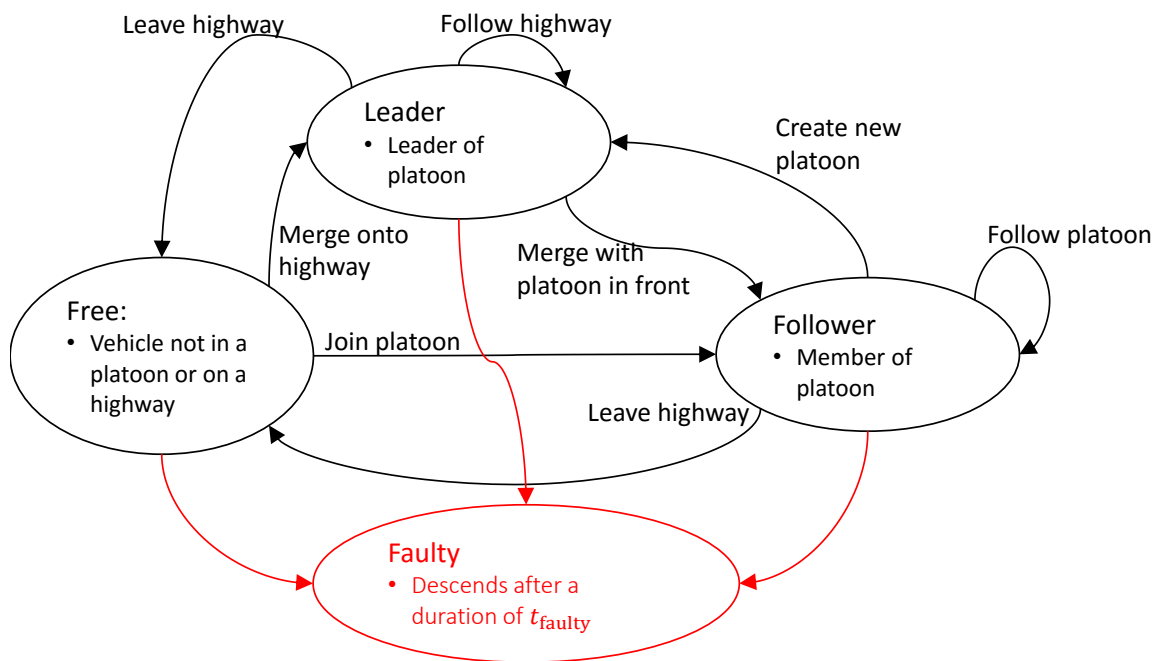 Leave highway
Follow highway
Leader
• Leader of
platoon
Create new
platoon
Merge onto
highway
Merge with
platoon in front
Follow platoon
Free:
• Vehicle not in a
platoon or on a
highway
Join platoon
Follower
• Member of
platoon
Leave highway
Faulty
• Descends after a
duration of t_faulty